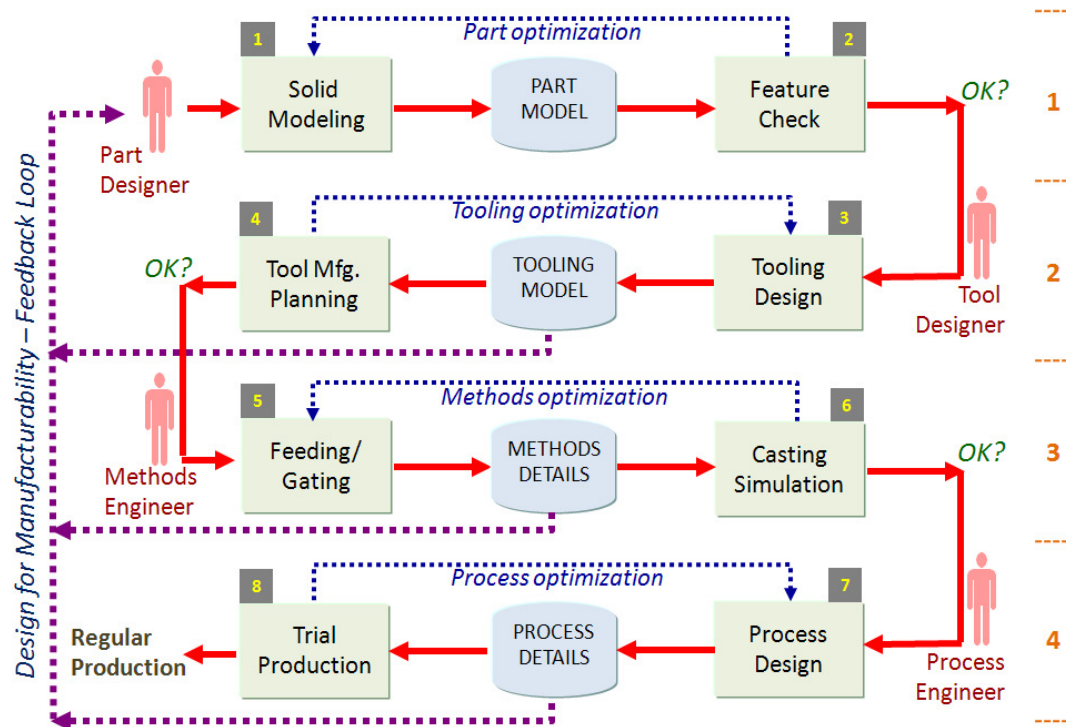 Part optimization
1
2
Solid
Modeling
PART
MODEL
Feature
Check
OK?
1
Part
Designer
Tooling optimization
4
3
OK?
Tool Mfg.
Planning
TOOLING
MODEL
Tooling
Design
2
Tool
Designer
Design for Manufacturability – Feedback Loop
Methods optimization
5
6
Feeding/
Gating
METHODS
DETAILS
Casting
Simulation
OK?
3
Methods
Engineer
Process optimization
8
7
Regular
Production
Trial
Production
PROCESS
DETAILS
Process
Design
4
Process
Engineer